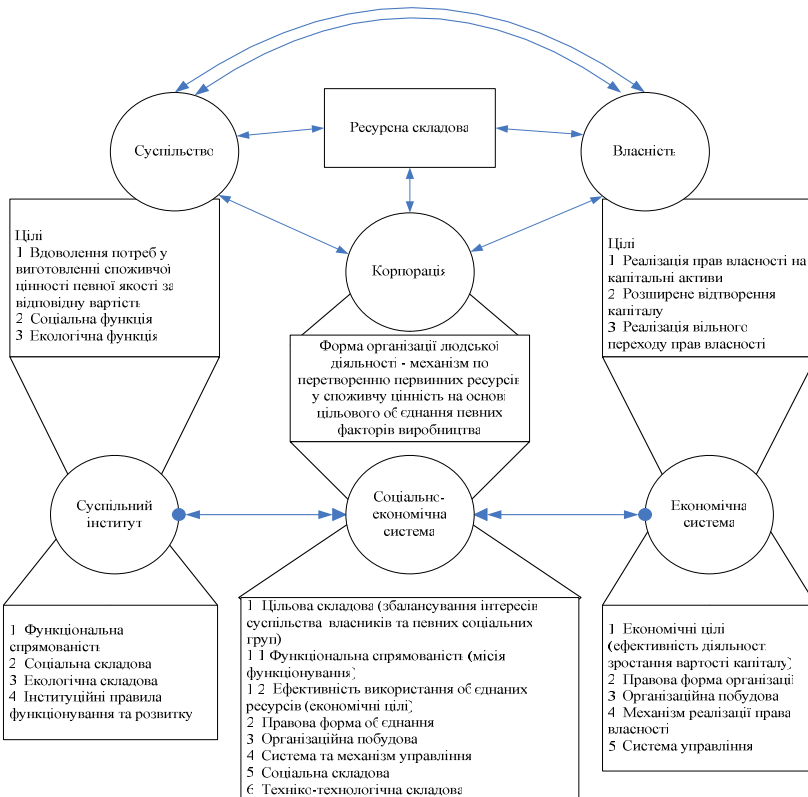 Суспільство
Ресурсна складова
Власність
Корпорація
Цілі
1 Вдоволення потреб у
виготовленні споживчої
цінності певної якості за
відповідну вартість
2 Соціальна функція
3 Екологічна функція
Цілі
1 Реалізація прав власності на
капітальні активи
2 Розширене відтворення
капіталу
3 Реалізація вільного
переходу прав власності
Форма організації людської
діяльності - механізм по
перетворенню первинних ресурсів
у споживчу цінність на основі
цільового об єднання певних
факторів виробництва
Суспільний
інститут
Соціально-
економічна
система
Економічна
система
1 Функціональна
спрямованість
2 Соціальна складова
3 Екологічна складова
4 Інституційні правила
функціонування та розвитку
1 Цільова складова (збалансування інтересів
суспільства власників та певних соціальних
груп)
1 1 Функціональна спрямованість (місія
функціонування)
1 2 Ефективність використання об єднаних
ресурсів (економічні цілі)
2 Правова форма об єднання
3 Організаційна побудова
4 Система та механізм управління
5 Соціальна складова
6 Техніко-технологічна складова
1 Економічні цілі
(ефективність діяльност
зростання вартості капіталу)
2 Правова форма організації
3 Організаційна побудова
4 Механізм реалізації права
власності
5 Система управління